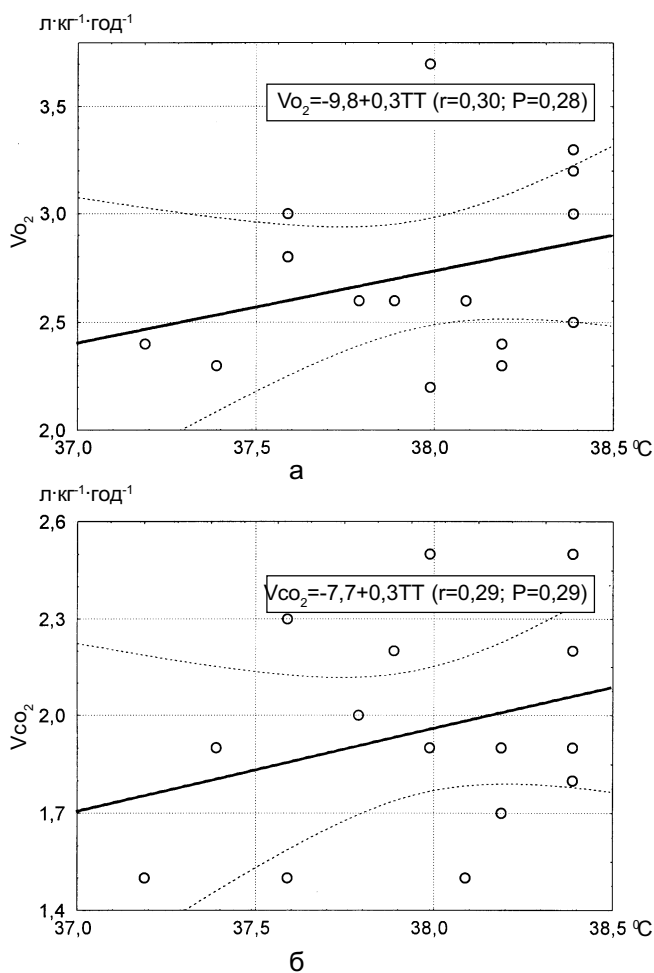 л·кг⁻¹·год⁻¹
Vo₂=-9,8+0,3TT (r=0,30; P=0,28)
3,5
3,0
Vo₂
2,5
2,0
37,0 37,5 38,0 38,5 ⁰C
а
л·кг⁻¹·год⁻¹
2,6
Vco₂=-7,7+0,3TT (r=0,29; P=0,29)
2,3
2,0
Vco₂
1,7
1,4
37,0 37,5 38,0 38,5 ⁰C
б